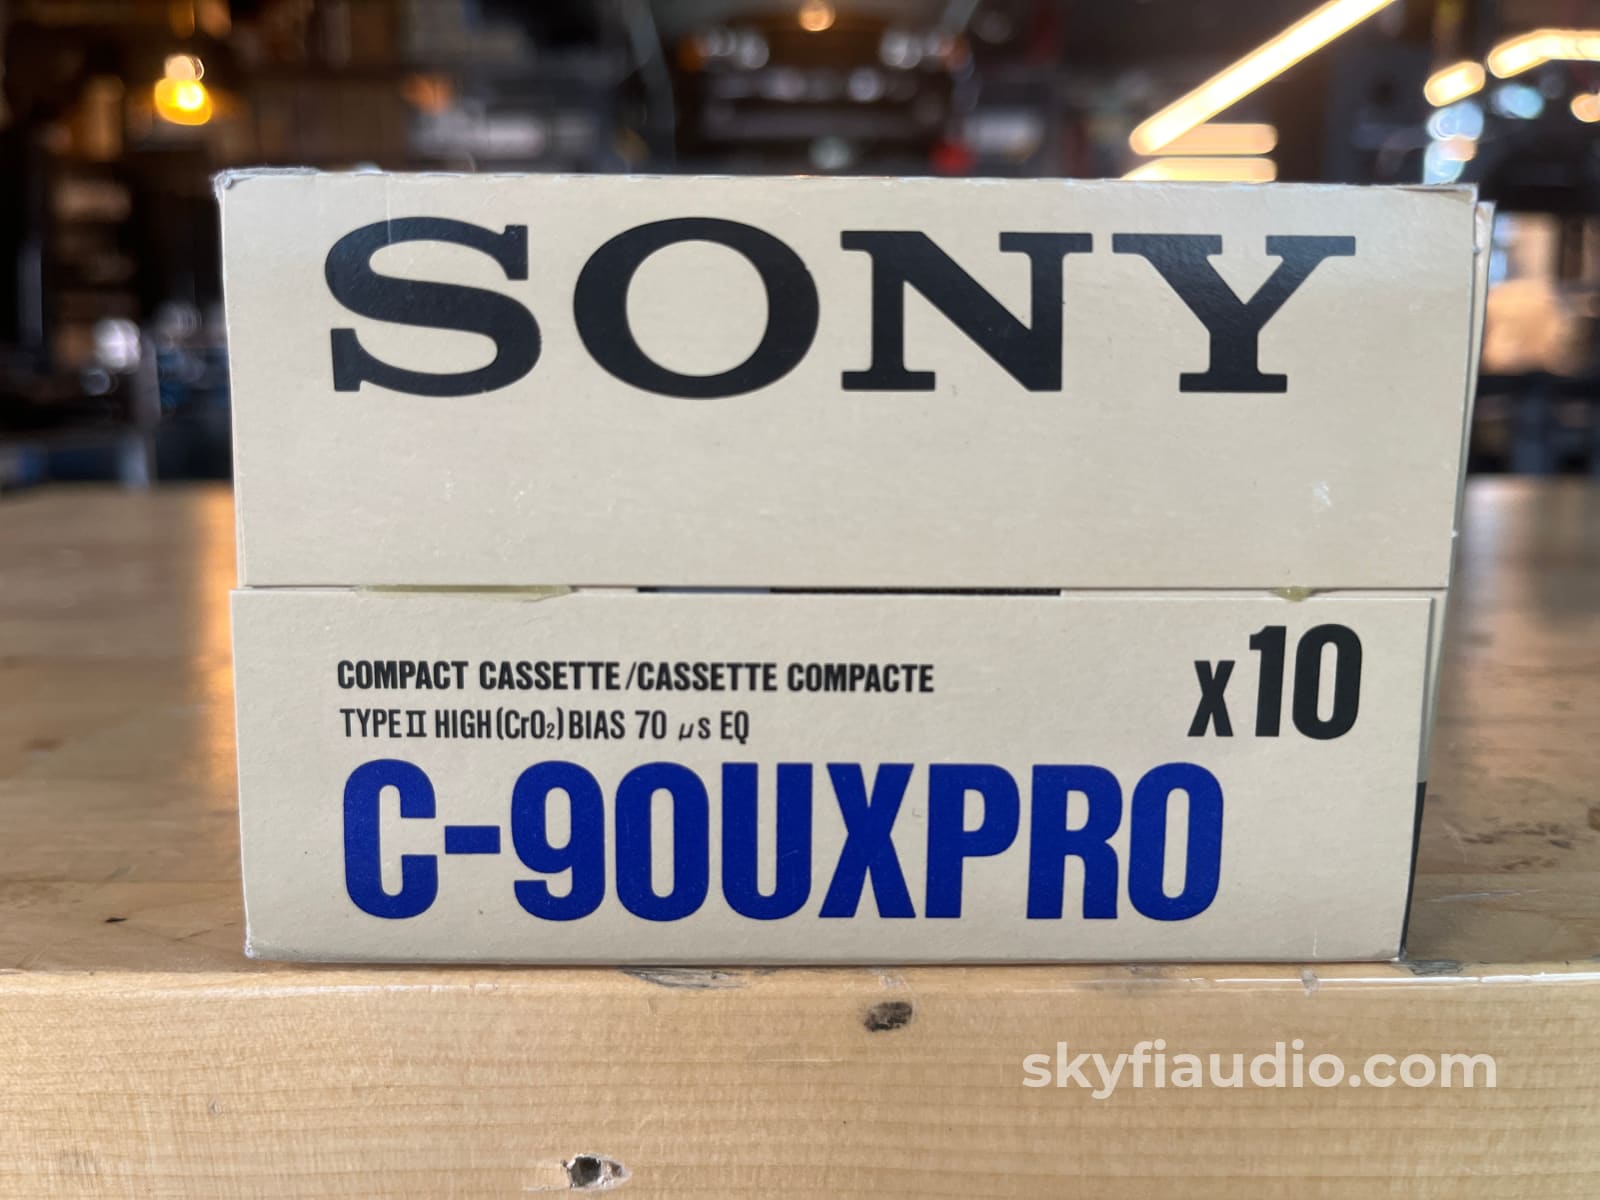 SONY
COMPACT CASSETTE/CASSETTE COMPACTE
x10
TYPE II HIGH (CrO₂) BIAS 70 μs EQ
C-90UXPRO
skyfiaudio.com